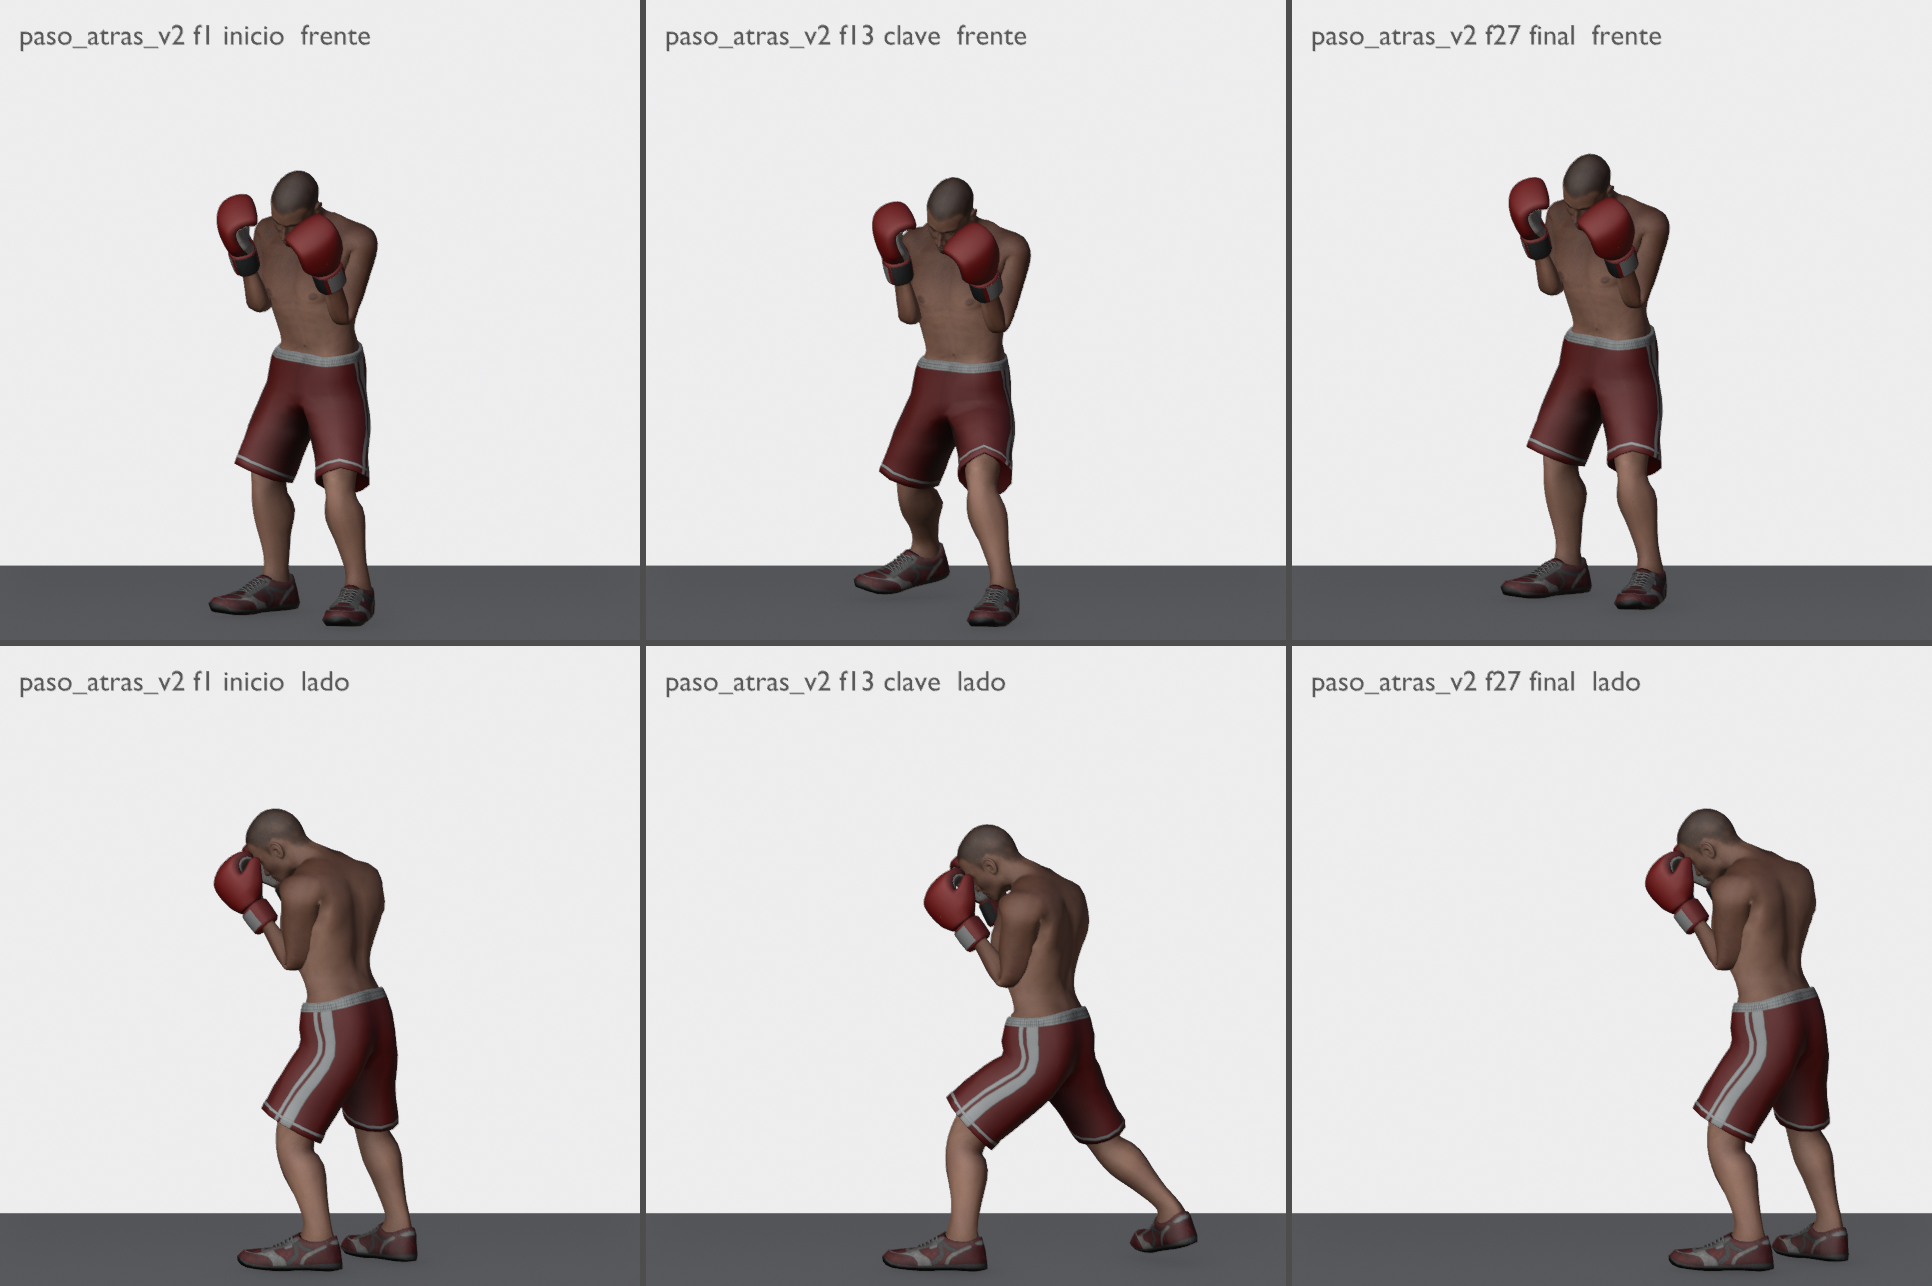 paso_atras_v2 f1 inicio  frente
paso_atras_v2 f13 clave  frente
paso_atras_v2 f27 final  frente
paso_atras_v2 f1 inicio  lado
paso_atras_v2 f13 clave  lado
paso_atras_v2 f27 final  lado